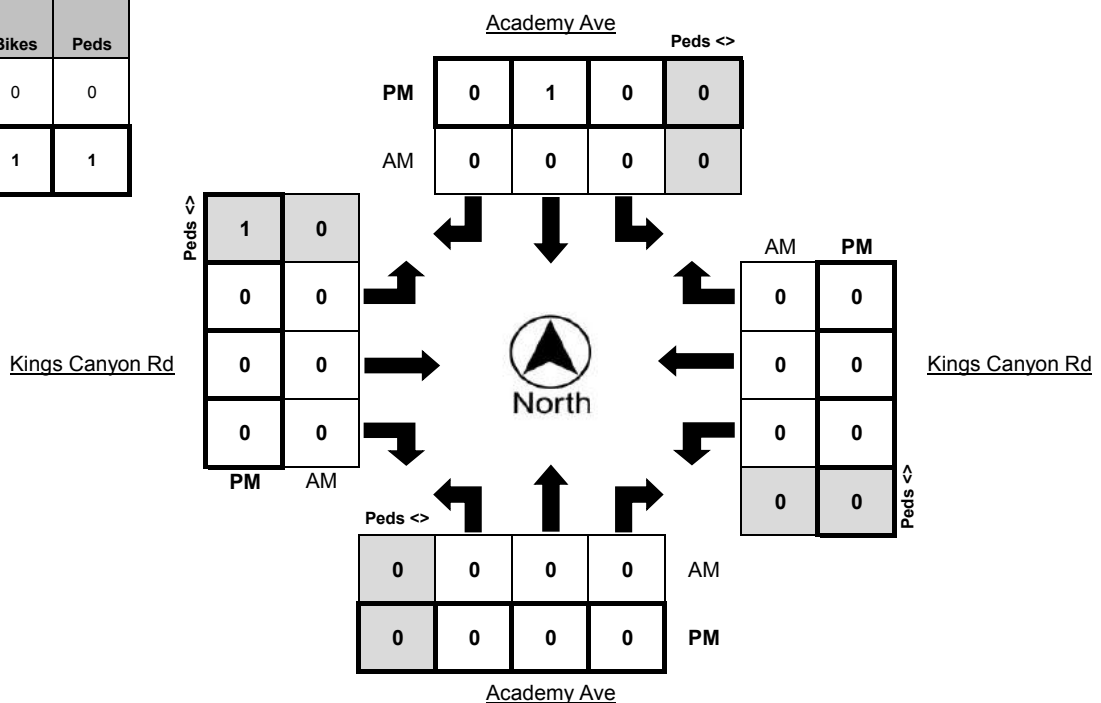 Bikes Peds
0 0
1 1
Academy Ave
Peds <>
PM 0 1 0 0
AM 0 0 0 0
Peds <>
1 0
0 0
0 0
0 0
PM AM
Kings Canyon Rd
North
AM PM
0 0
0 0
0 0
0 0
Peds <>
Kings Canyon Rd
Peds <>
0 0 0 0 AM
0 0 0 0 PM
Academy Ave